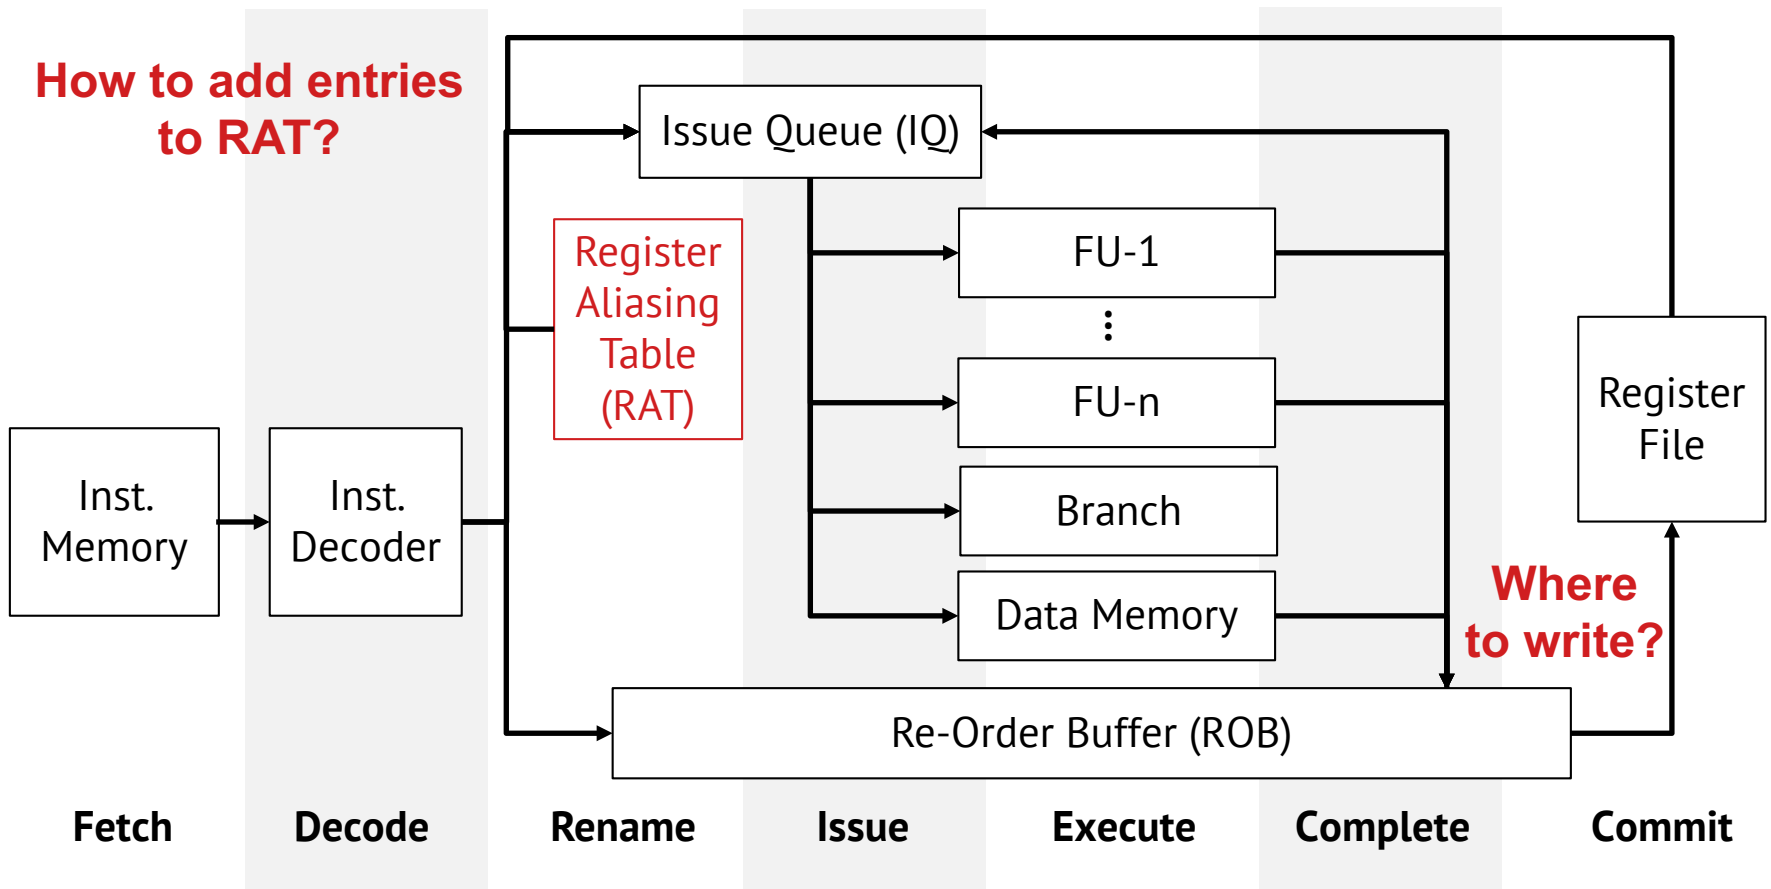 How to add entries
to RAT?
Issue Queue (IQ)
Register
Aliasing
Table
(RAT)
FU-1
⋮
FU-n
Branch
Data Memory
Inst.
Memory
Inst.
Decoder
Register
File
Where
to write?
Re-Order Buffer (ROB)
Fetch
Decode
Rename
Issue
Execute
Complete
Commit